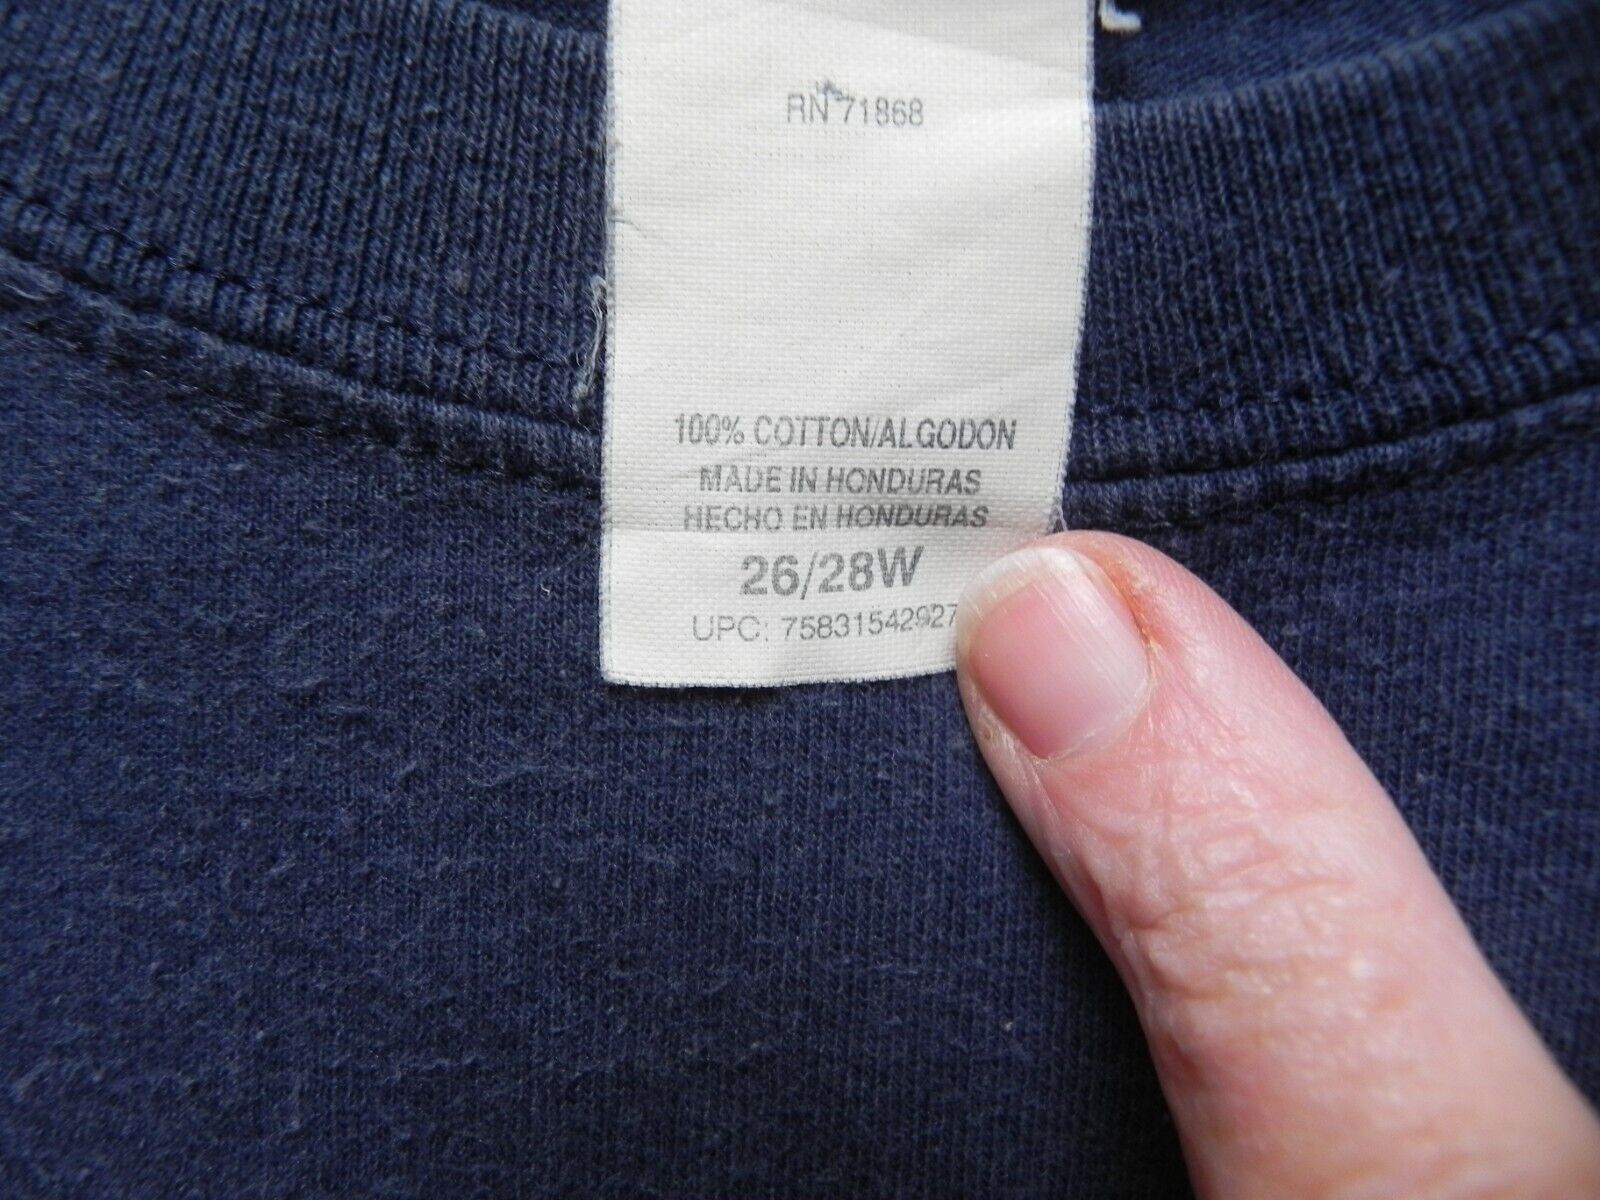 RN 71868
100% COTTON/ALGODON
MADE IN HONDURAS
HECHO EN HONDURAS
26/28W
UPC: 75831542927